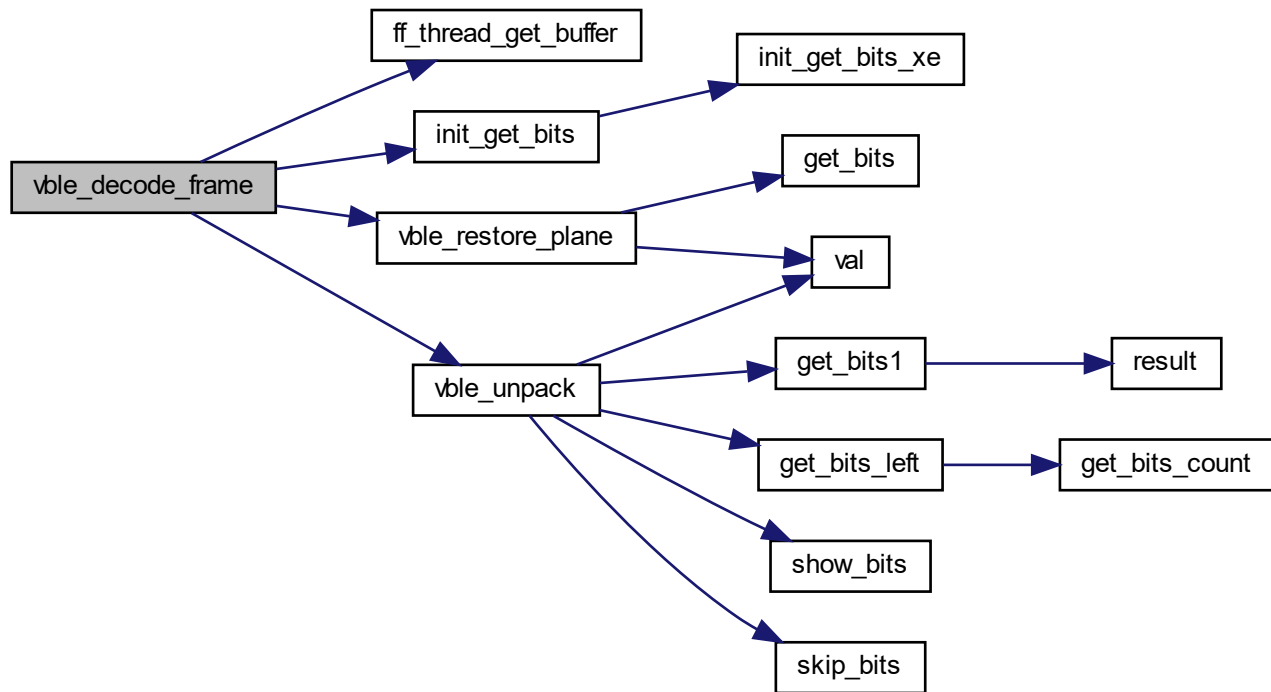 ff_thread_get_buffer
init_get_bits_xe
init_get_bits
get_bits
vble_decode_frame
vble_restore_plane
val
get_bits1
result
vble_unpack
get_bits_left
get_bits_count
show_bits
skip_bits